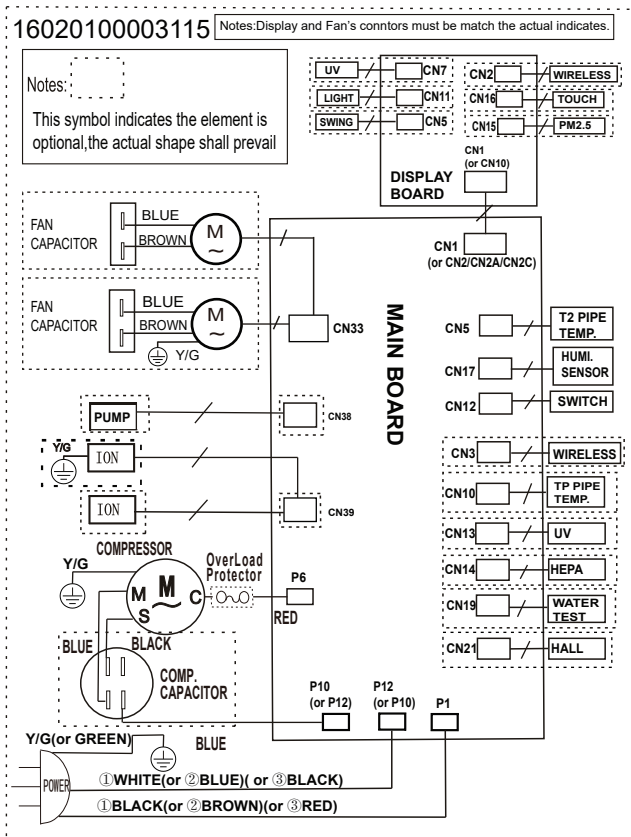 16020100003115
Notes:Display and Fan's conntors must be match the actual indicates.
Notes:
This symbol indicates the element is
optional,the actual shape shall prevail
UV
CN7
LIGHT
CN11
SWING
CN5
CN2
WIRELESS
CN16
TOUCH
CN15
PM2.5
CN1
(or CN10)
DISPLAY
BOARD
CN1
(or CN2/CN2A/CN2C)
FAN
CAPACITOR
BLUE
BROWN
M
~
FAN
CAPACITOR
BLUE
BROWN
Y/G
M
~
CN33
MAIN BOARD
CN5
T2 PIPE
TEMP.
CN17
HUMI.
SENSOR
CN12
SWITCH
PUMP
CN38
Y/G
ION
ION
CN39
CN3
WIRELESS
CN10
TP PIPE
TEMP.
CN13
UV
CN14
HEPA
CN19
WATER
TEST
CN21
HALL
COMPRESSOR
Y/G
M
M
~
C
S
OverLoad
Protector
P6
RED
BLUE
BLACK
COMP.
CAPACITOR
P10
(or P12)
P12
(or P10)
P1
BLUE
Y/G(or GREEN)
POWER
①WHITE(or ②BLUE)( or ③BLACK)
①BLACK(or ②BROWN)(or ③RED)